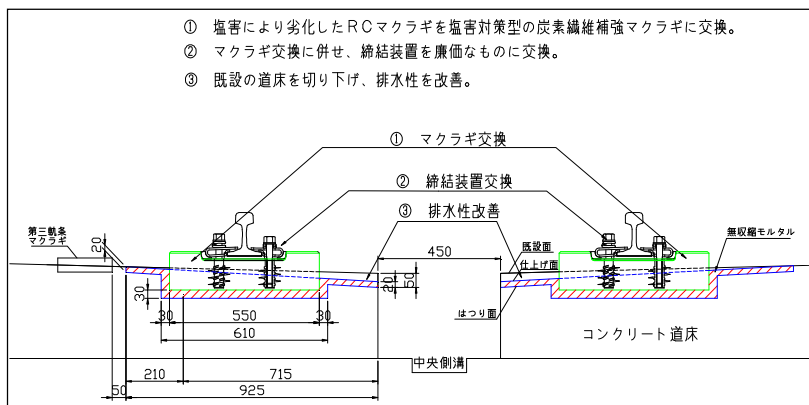 ① 塩害により劣化したRCマクラギを塩害対策型の炭素繊維補強マクラギに交換。
② マクラギ交換に併せ、締結装置を廉価なものに交換。
③ 既設の道床を切り下げ、排水性を改善。
① マクラギ交換
② 締結装置交換
③ 排水性改善
第三軌条
マクラギ
20
450
既設面
仕上げ面
無収縮モルタル
20
50
30
はつり面
30
550
30
610
コンクリート道床
中央側溝
210
715
50
925